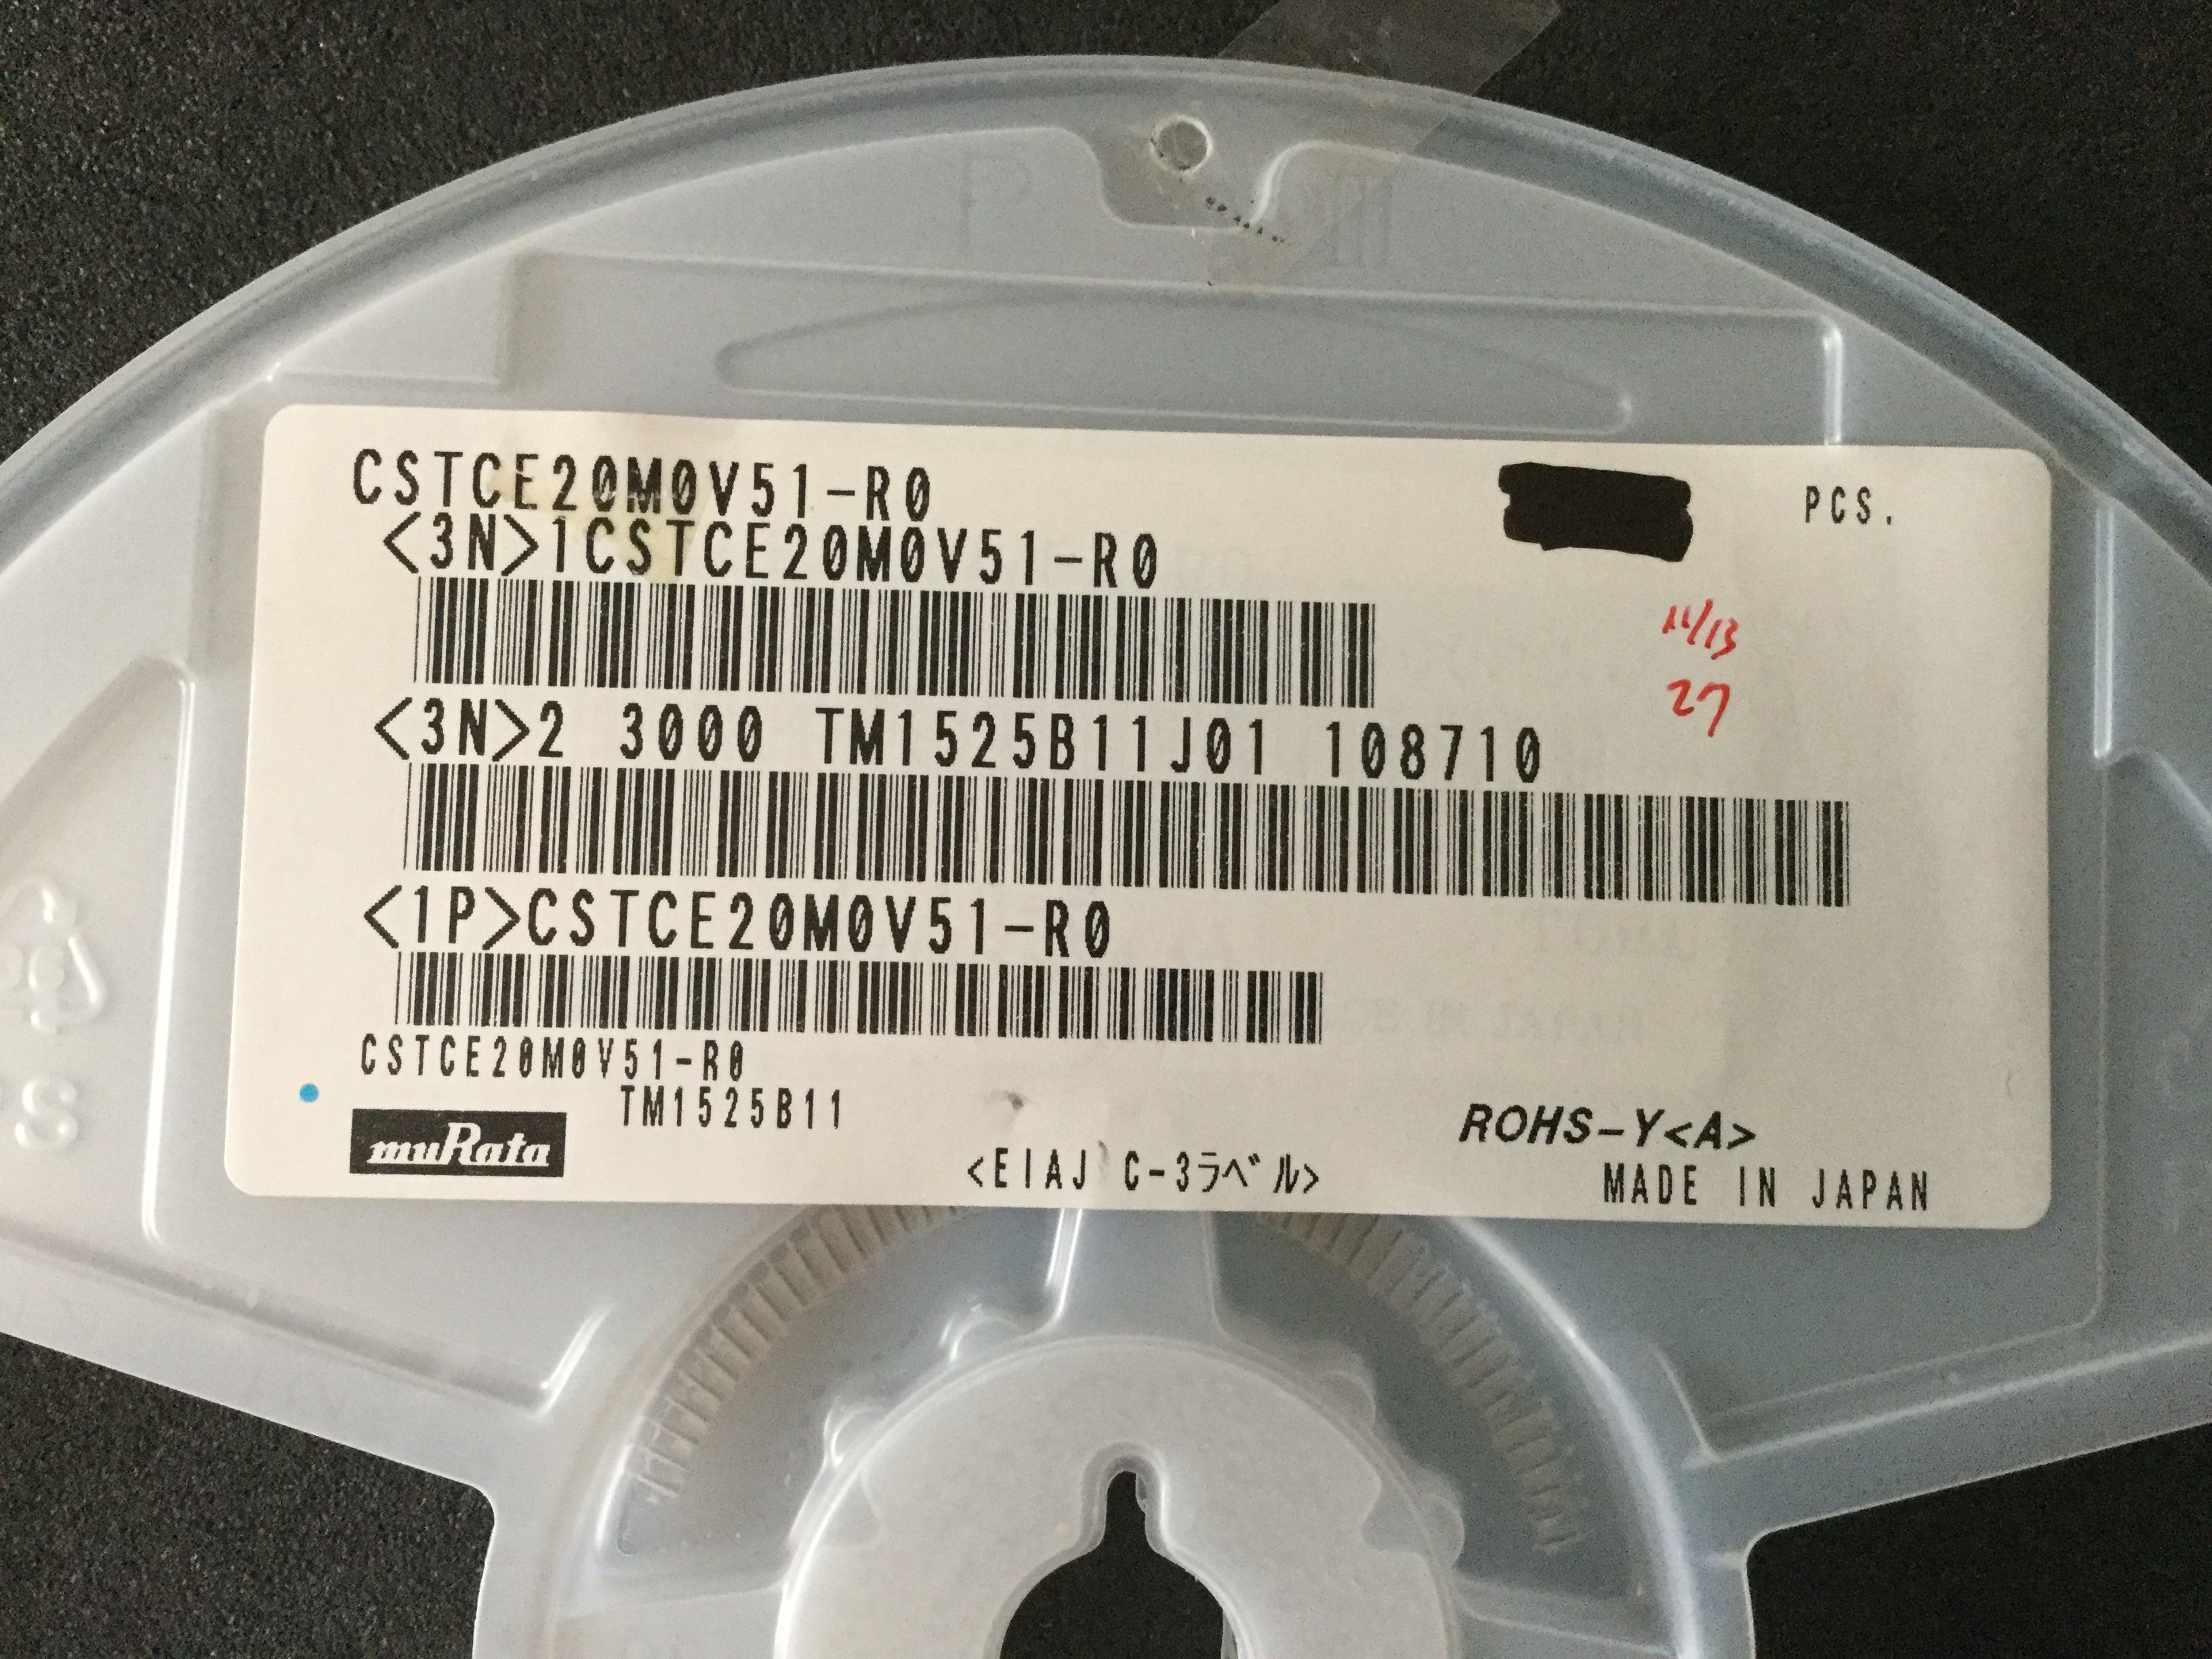 CSTCE20M0V51-R0
PCS.
<3N>1CSTCE20M0V51-R0
11/13
27
<3N>2 3000 TM1525B11J01 108710
<1P>CSTCE20M0V51-R0
CSTCE20M0V51-R0
TM1525B11
muRata
<EIAJ C-3ラベル>
ROHS-Y<A>
MADE IN JAPAN